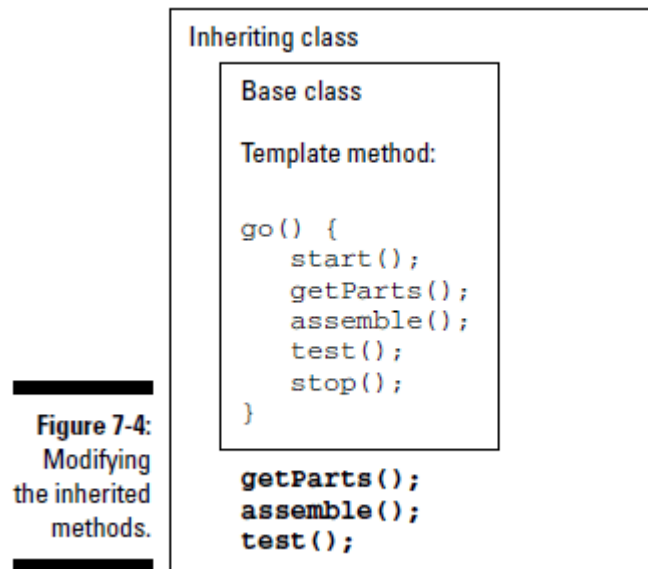 Inheriting class
Base class
Template method:
go() {
start();
getParts();
assemble();
test();
stop();
}
getParts();
assemble();
test();
Figure 7-4:
Modifying
the inherited
methods.